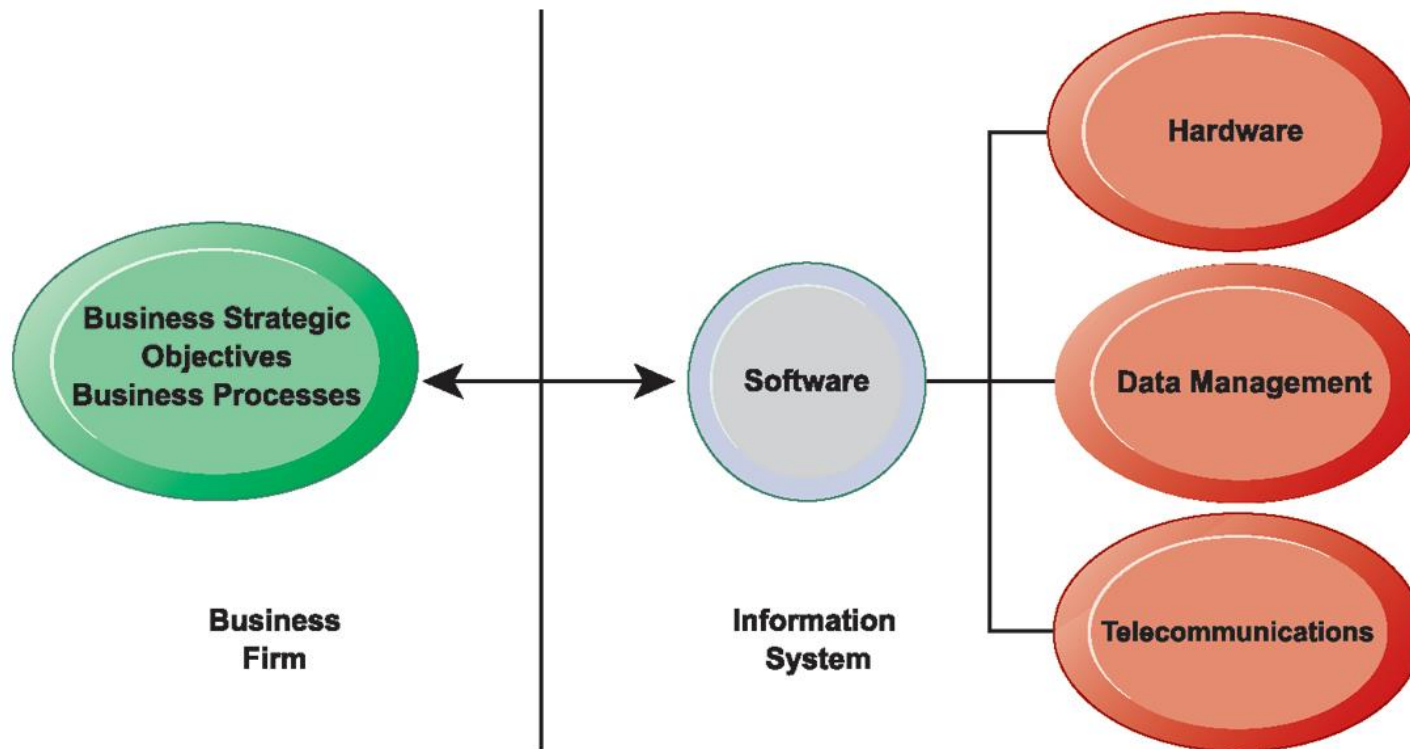 Business Strategic
Objectives
Business Processes
Business
Firm
Software
Information
System
Hardware
Data Management
Telecommunications